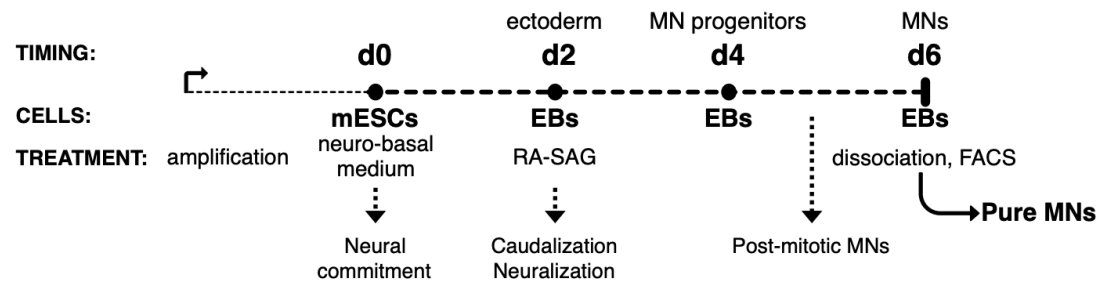 ectoderm MN progenitors MNs
TIMING: d0 d2 d4 d6
CELLS: mESCs EBs EBs EBs
TREATMENT: amplification neuro-basal medium RA-SAG dissociation, FACS
Pure MNs
Neural commitment Caudalization Neuralization Post-mitotic MNs